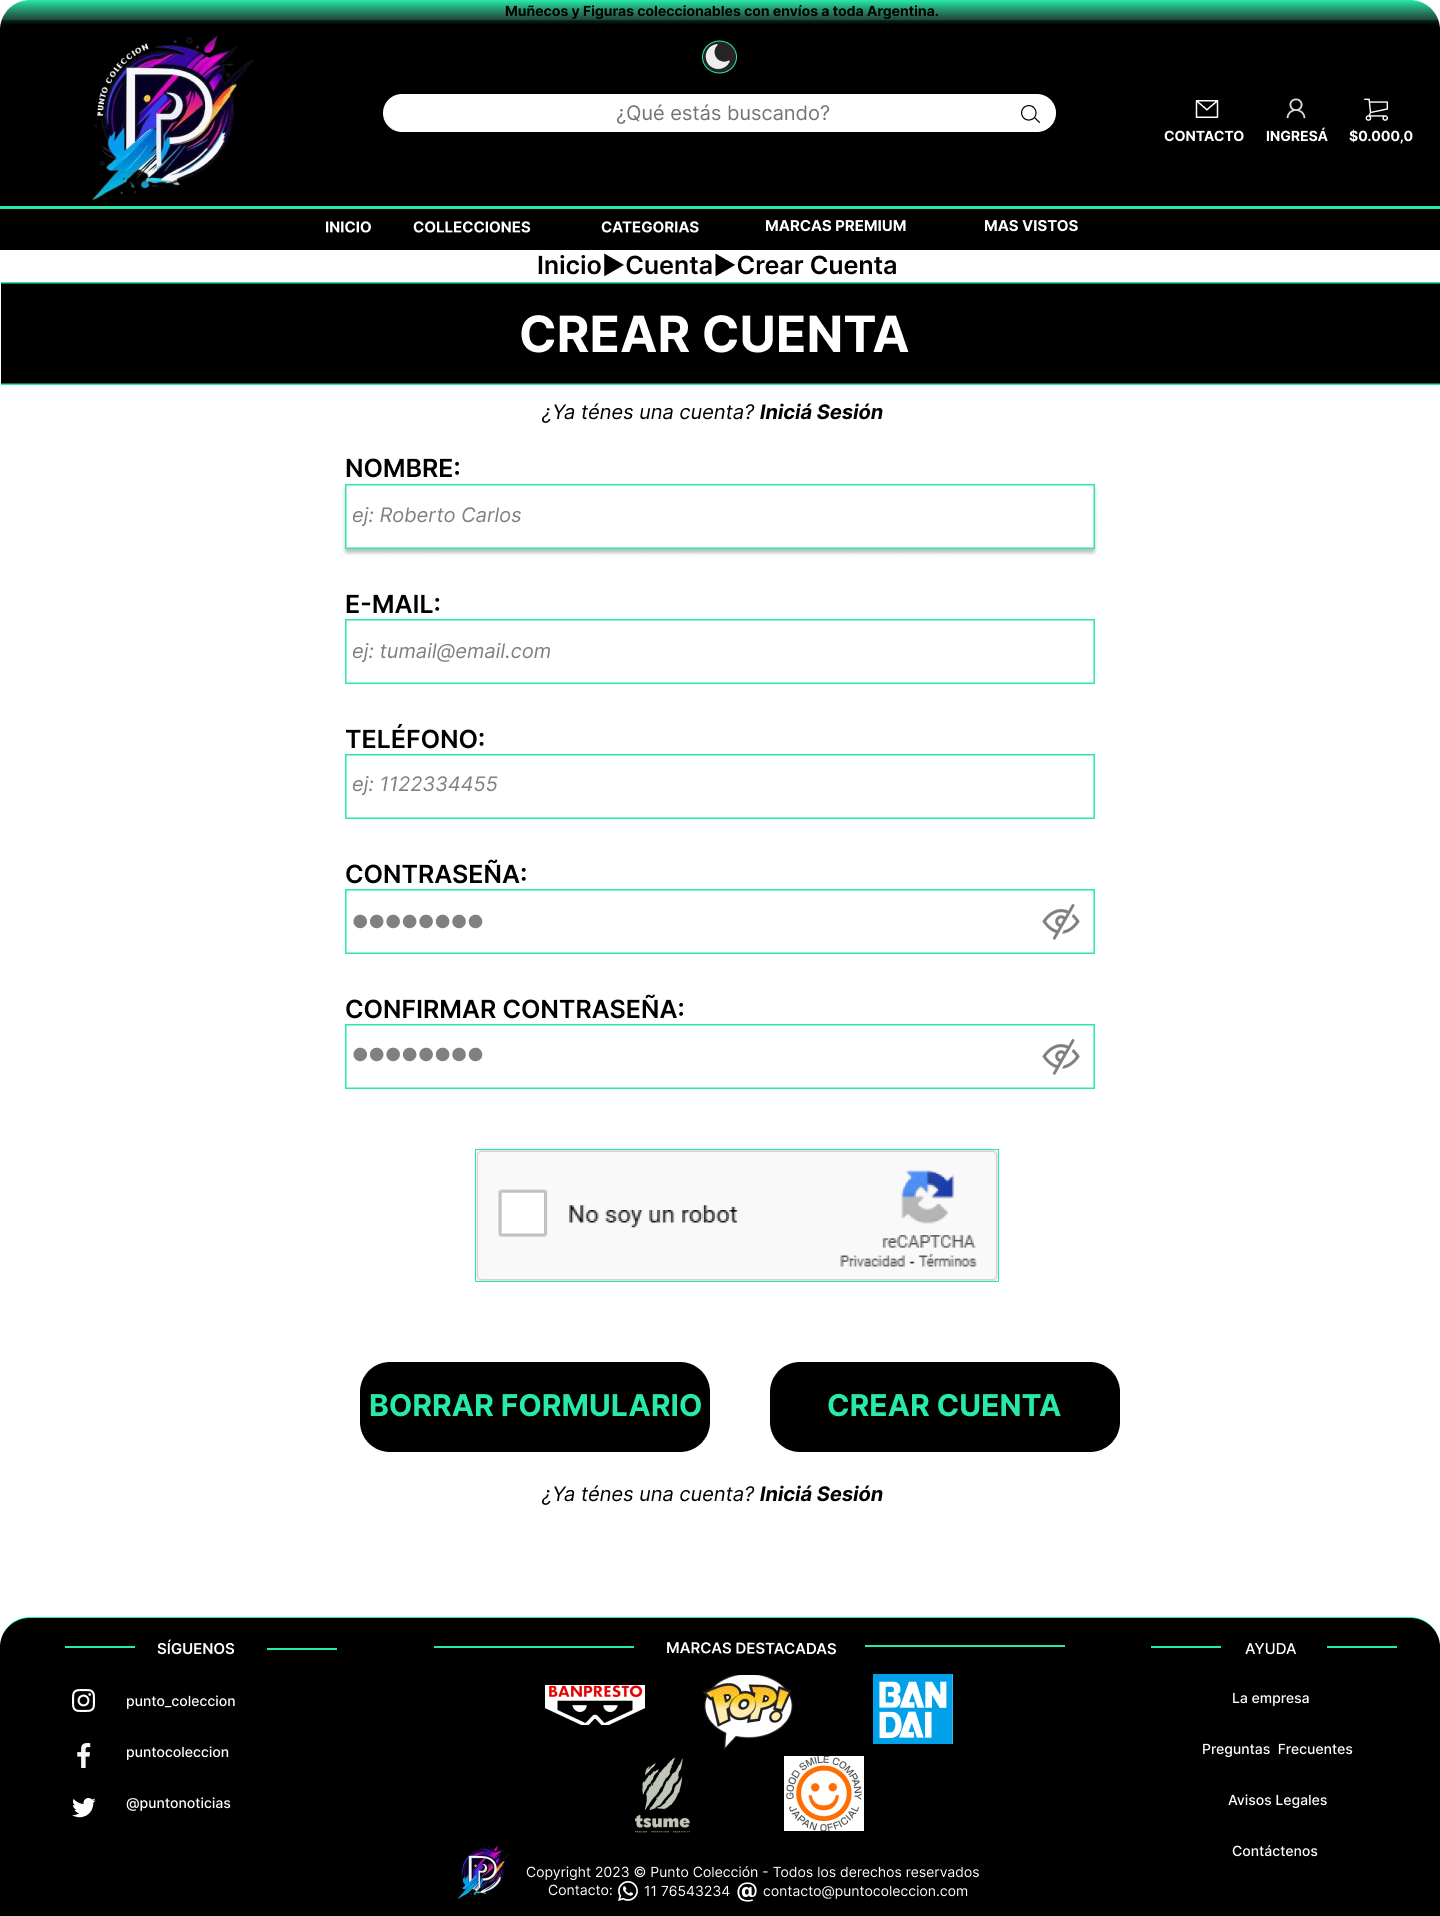 Muñecos y Figuras coleccionables con envíos a toda Argentina.
PUNTO COLECCION
¿Qué estás buscando?
CONTACTO INGRESÁ $0.000,0
INICIO COLLECCIONES CATEGORIAS MARCAS PREMIUM MAS VISTOS
Inicio▶Cuenta▶Crear Cuenta
CREAR CUENTA
¿Ya ténes una cuenta? Iniciá Sesión
NOMBRE:
ej: Roberto Carlos
E-MAIL:
ej: tumail@email.com
TELÉFONO:
ej: 1122334455
CONTRASEÑA:
●●●●●●●●
CONFIRMAR CONTRASEÑA:
●●●●●●●●
No soy un robot
reCAPTCHA
Privacidad - Términos
BORRAR FORMULARIO CREAR CUENTA
¿Ya ténes una cuenta? Iniciá Sesión
SÍGUENOS
punto_coleccion
puntocoleccion
@puntonoticias
MARCAS DESTACADAS
BANPRESTO
POP!
BAN
DAI
tsume
GOOD SMILE COMPANY
JAPAN OFFICIAL
AYUDA
La empresa
Preguntas  Frecuentes
Avisos Legales
Contáctenos
Copyright 2023 © Punto Colección - Todos los derechos reservados
Contacto: 11 76543234 @ contacto@puntocoleccion.com